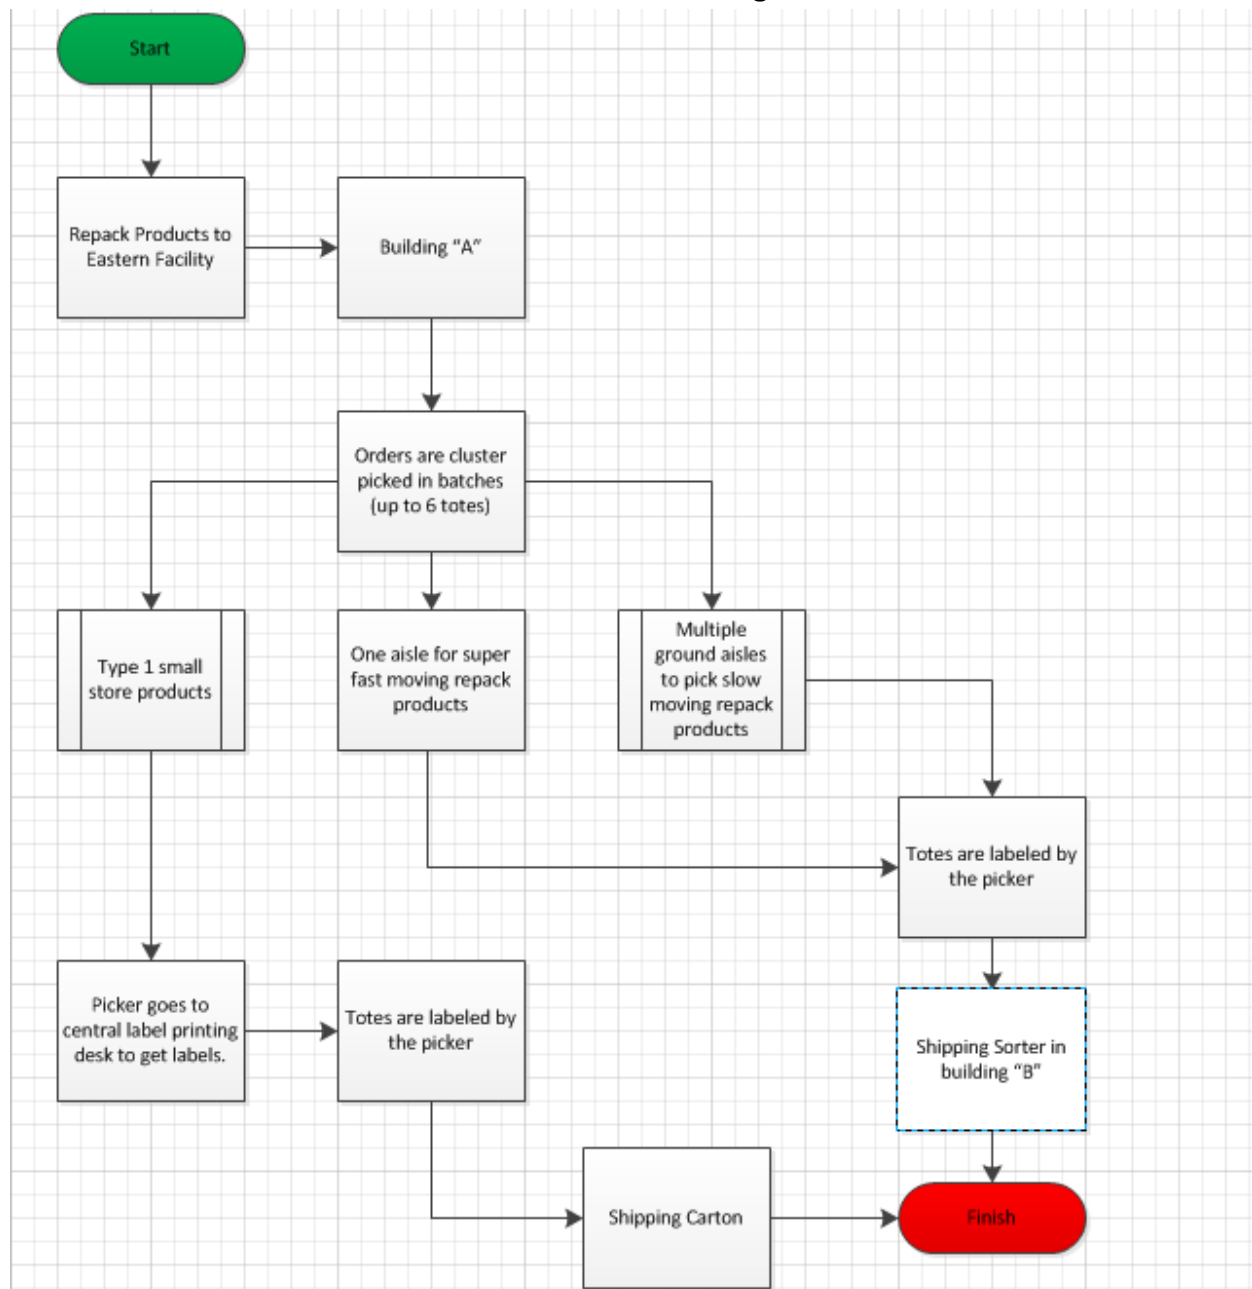 Start
Repack Products to
Eastern Facility
Building “A”
Orders are cluster
picked in batches
(up to 6 totes)
Type 1 small
store products
One aisle for super
fast moving repack
products
Multiple
ground aisles
to pick slow
moving repack
products
Totes are labeled by
the picker
Picker goes to
central label printing
desk to get labels.
Totes are labeled by
the picker
Shipping Sorter in
building “B”
Shipping Carton
Finish